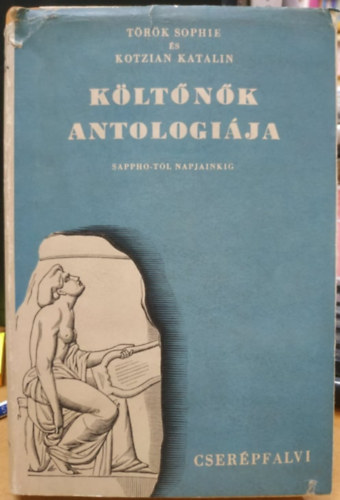 TÖRÖK SOPHIE
ÉS
KOTZIAN KATALIN
KÖLTŐNŐK
ANTOLOGIÁJA
SAPPHO-TÓL NAPJAINKIG
CSERÉPFALVI